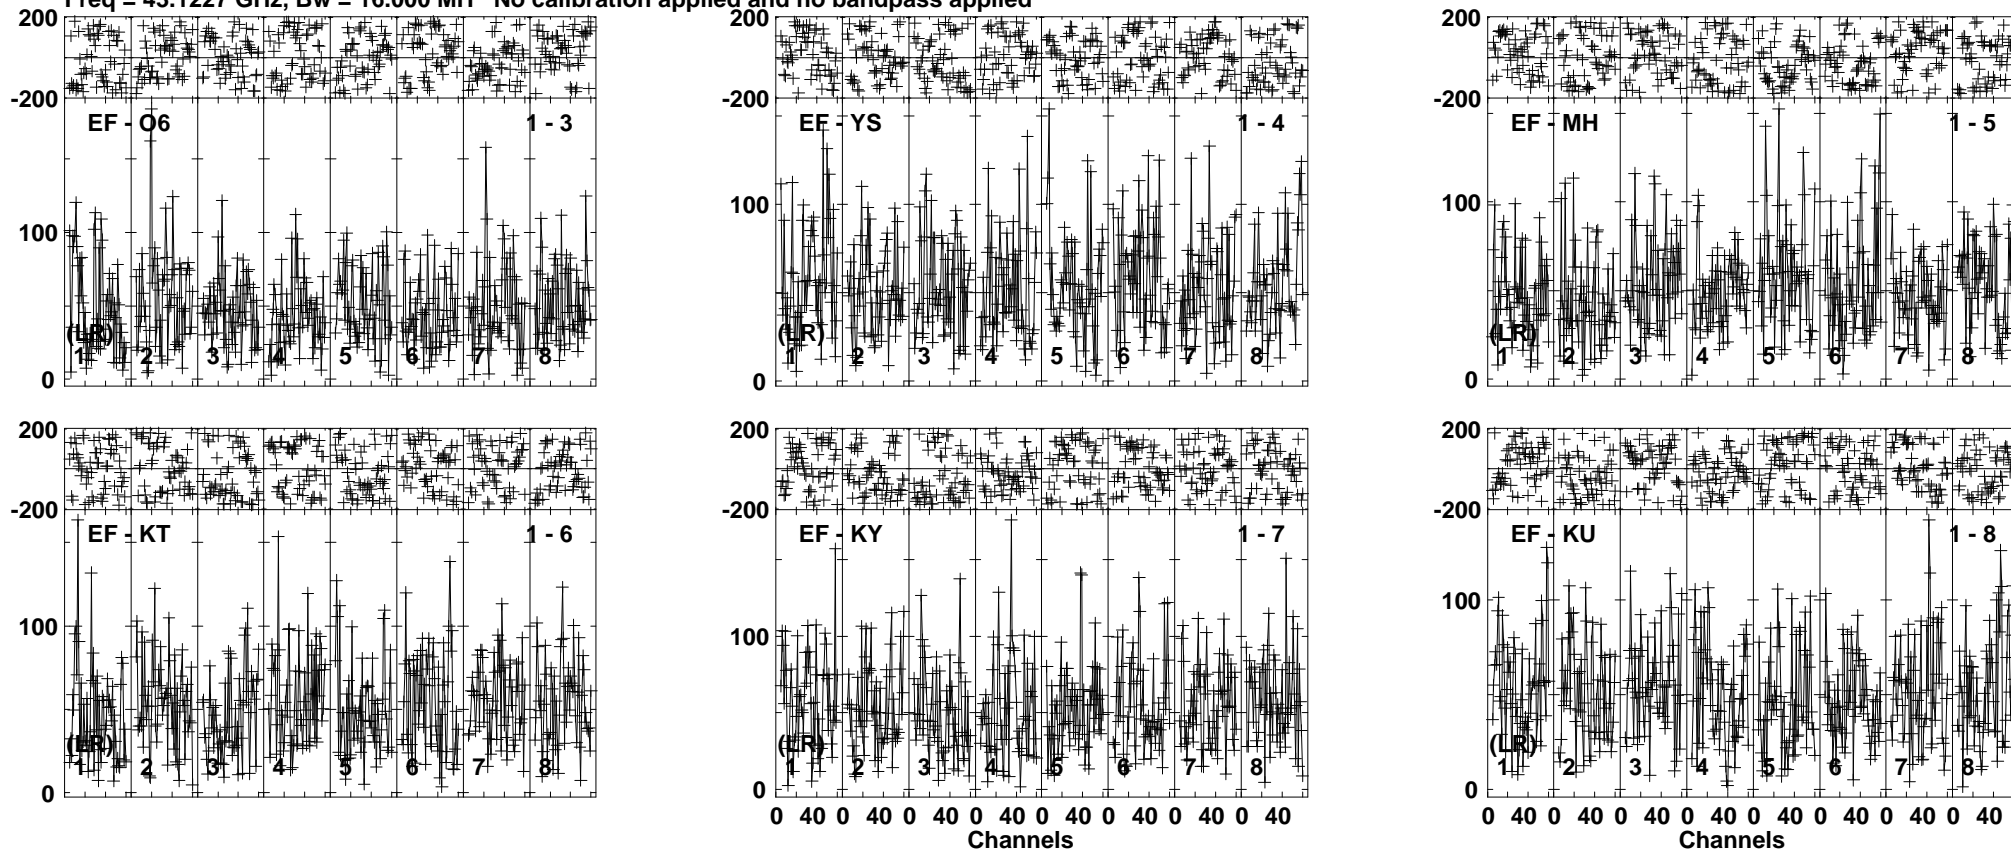 Freq = 43.1227 GHz, Bw = 16.000 MH No calibration applied and no bandpass applied
200 200 200
-200 -200 -200
EF - O6 1 - 3 EF - YS 1 - 4 EF - MH 1 - 5
100 100 100
(LR) (LR) (LR)
1 2 3 4 5 6 7 8 1 2 3 4 5 6 7 8 1 2 3 4 5 6 7 8
0 0 0
200 200 200
-200 -200 -200
EF - KT 1 - 6 EF - KY 1 - 7 EF - KU 1 - 8
100 100 100
(LR) (LR) (LR)
1 2 3 4 5 6 7 8 1 2 3 4 5 6 7 8 1 2 3 4 5 6 7 8
0 0 0
0 40 0 40 0 40 0 40 0 40 0 40 0 40 0 40 0 40 0 40 0 40 0 40 0 40 0 40 0 40 0 40
Channels Channels